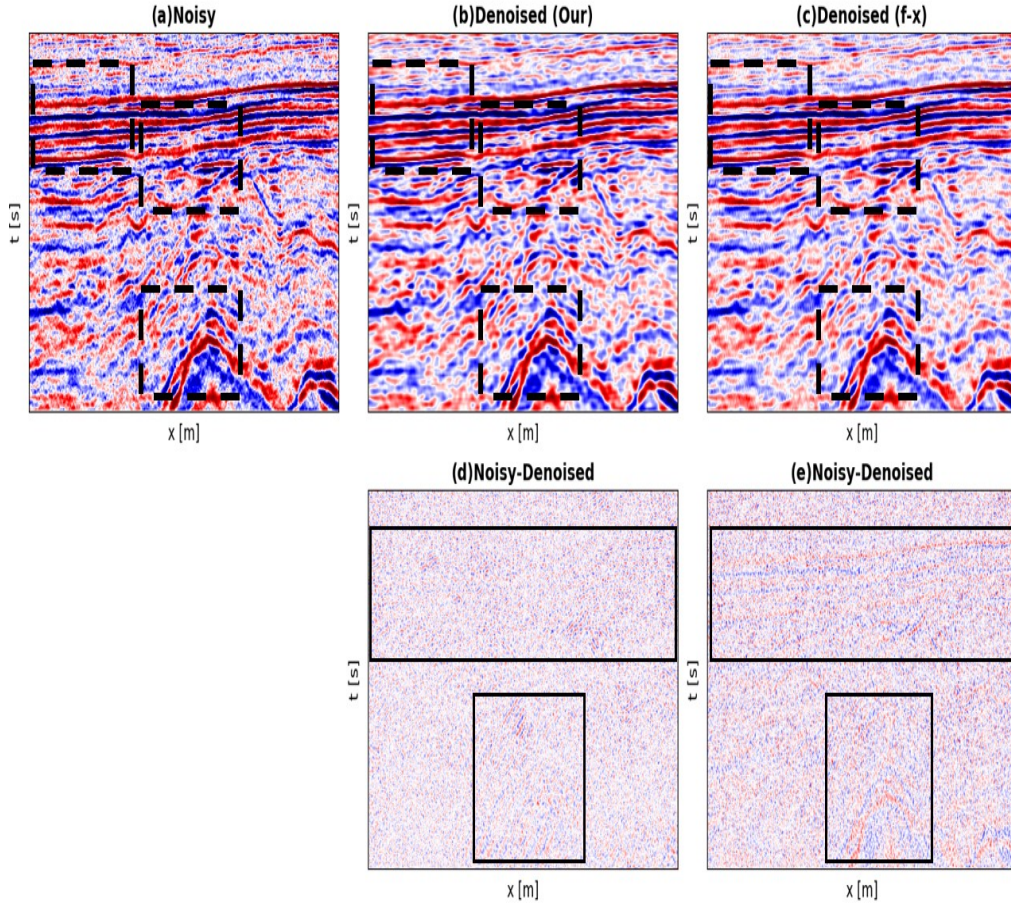 (a)Noisy
(b)Denoised (Our)
(c)Denoised (f-x)
t [s]
t [s]
t [s]
x [m]
x [m]
x [m]
(d)Noisy-Denoised
(e)Noisy-Denoised
t [s]
t [s]
x [m]
x [m]